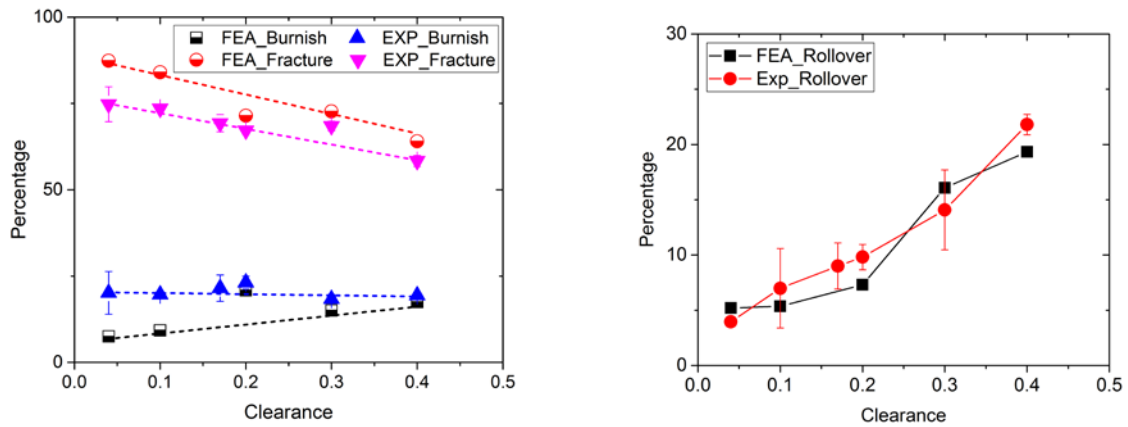 100
50
0
Percentage
FEA_Burnish
EXP_Burnish
FEA_Fracture
EXP_Fracture
0.0 0.1 0.2 0.3 0.4 0.5
Clearance
30
20
10
0
Percentage
FEA_Rollover
Exp_Rollover
0.0 0.1 0.2 0.3 0.4 0.5
Clearance